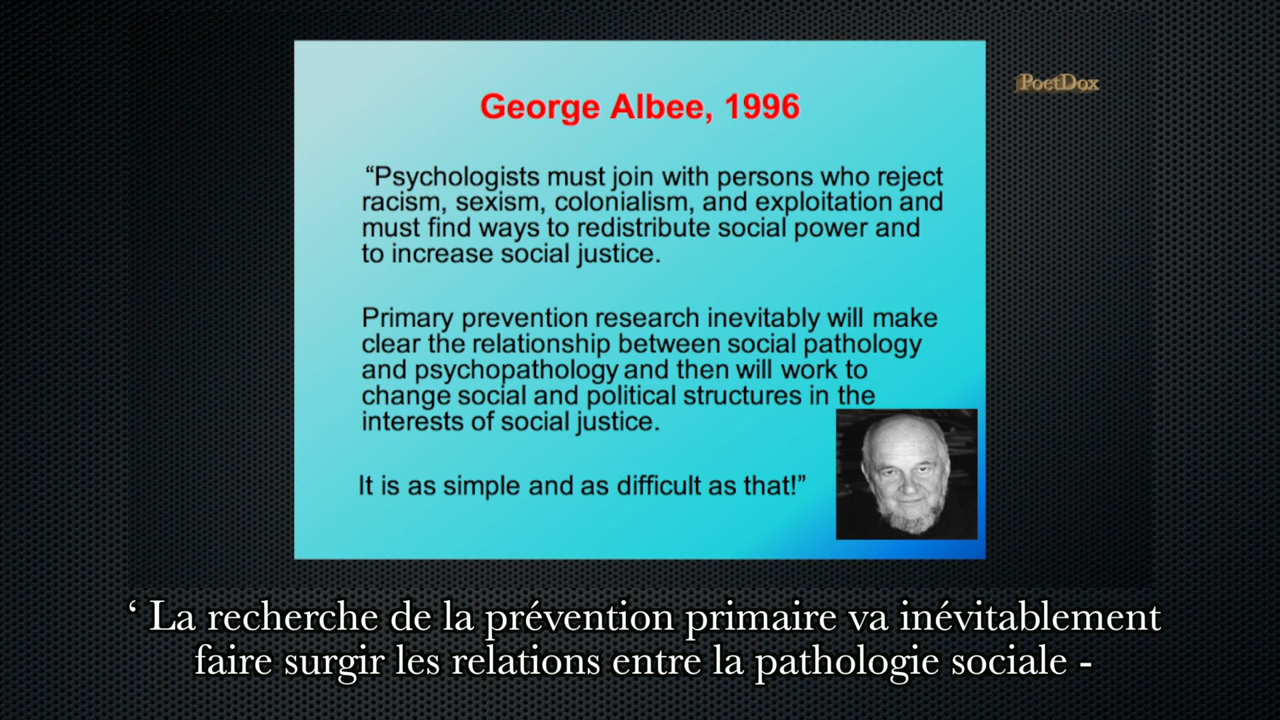 PoetDox
George Albee, 1996
“Psychologists must join with persons who reject
racism, sexism, colonialism, and exploitation and
must find ways to redistribute social power and
to increase social justice.
Primary prevention research inevitably will make
clear the relationship between social pathology
and psychopathology and then will work to
change social and political structures in the
interests of social justice.
It is as simple and as difficult as that!”
‘ La recherche de la prévention primaire va inévitablement
faire surgir les relations entre la pathologie sociale -